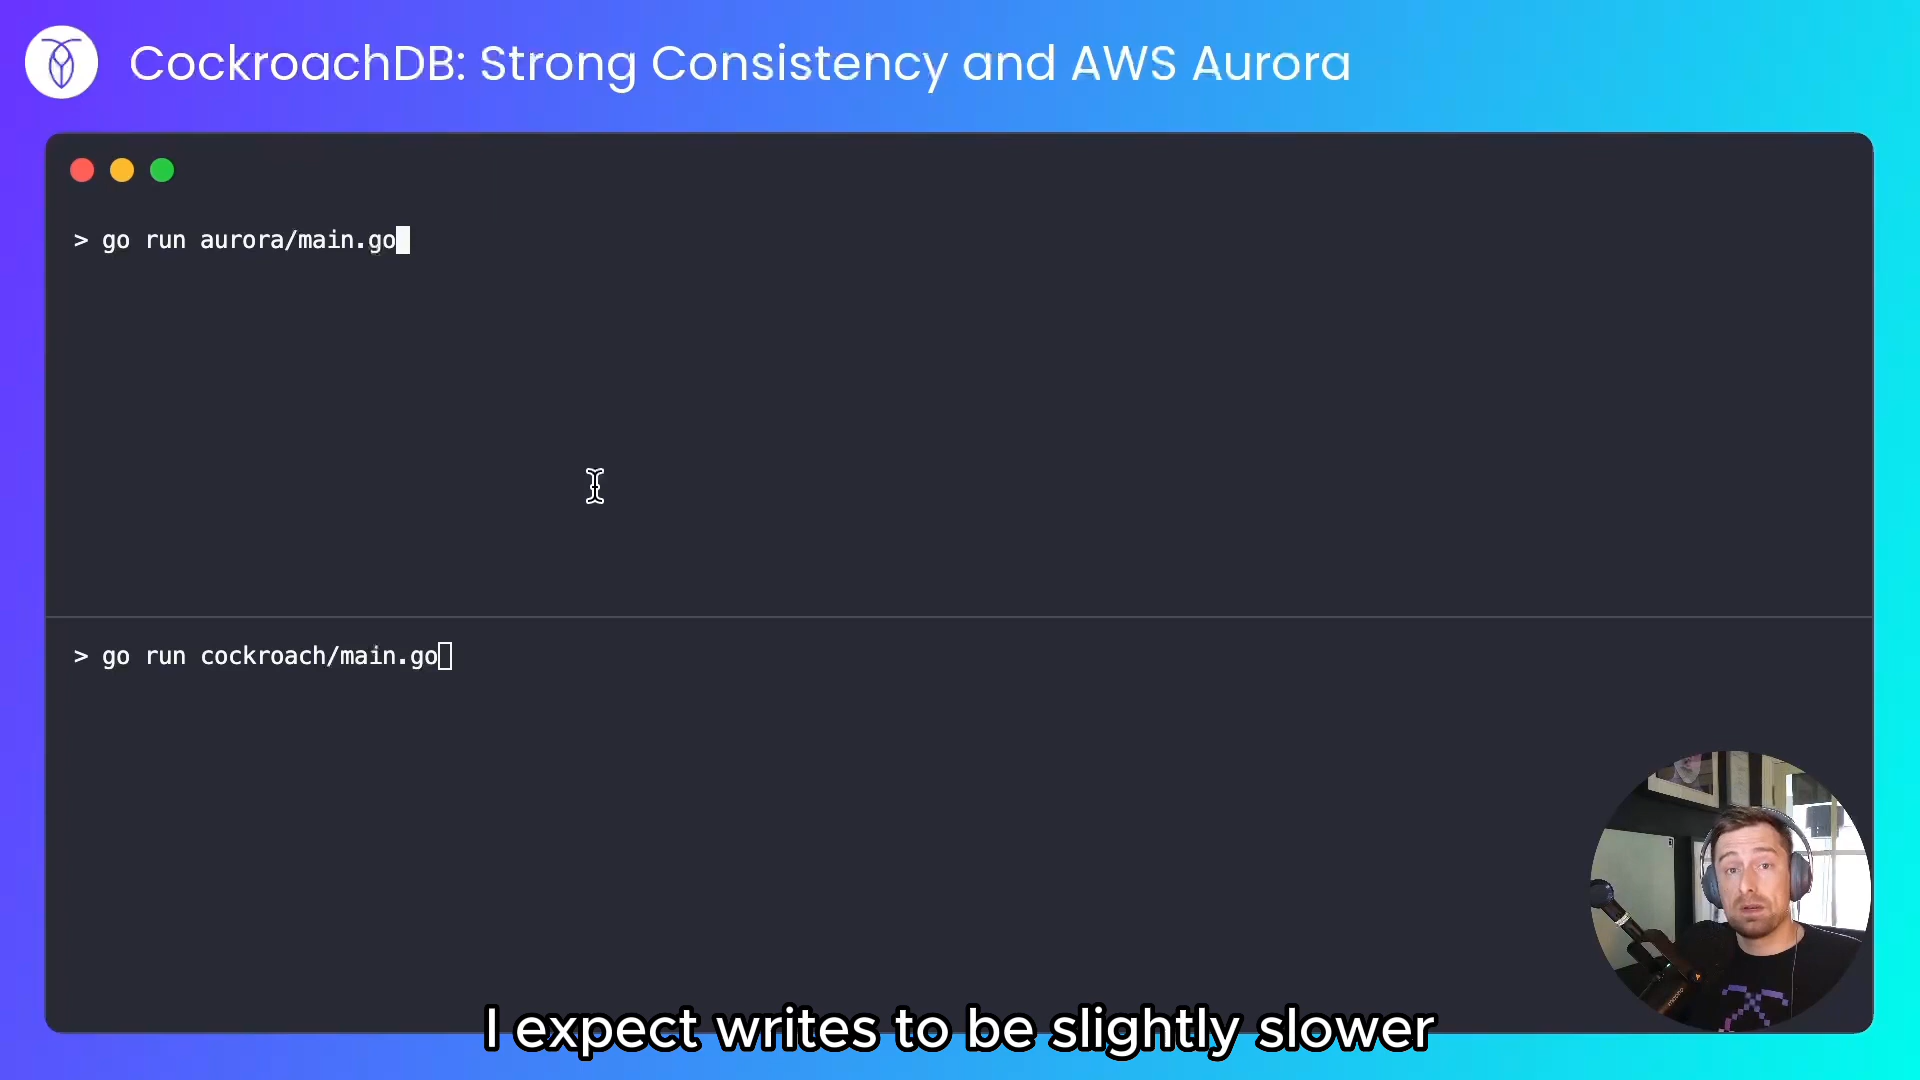 CockroachDB: Strong Consistency and AWS Aurora
> go run aurora/main.go
> go run cockroach/main.go
I expect writes to be slightly slower